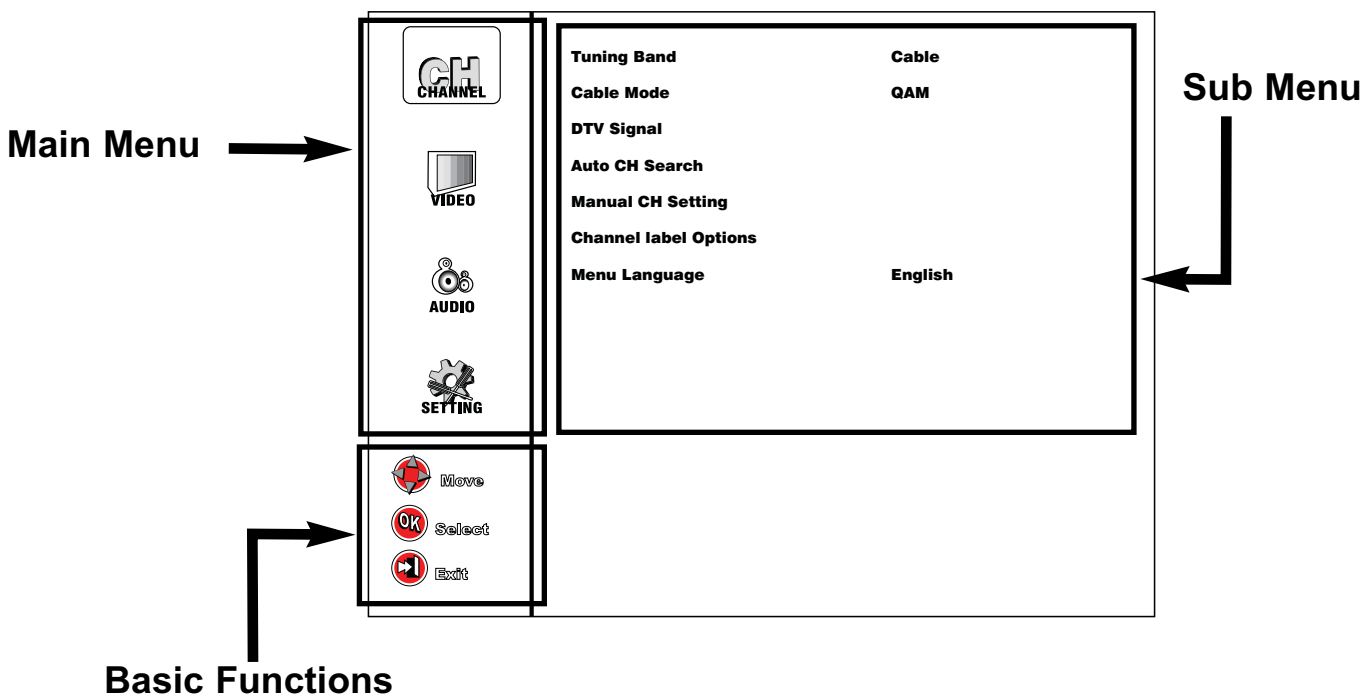 Main Menu
CH
CHANNEL
VIDEO
AUDIO
SETTING
Tuning Band Cable
Cable Mode QAM
DTV Signal
Auto CH Search
Manual CH Setting
Channel label Options
Menu Language English
Sub Menu
Move
OK Select
Exit
Basic Functions